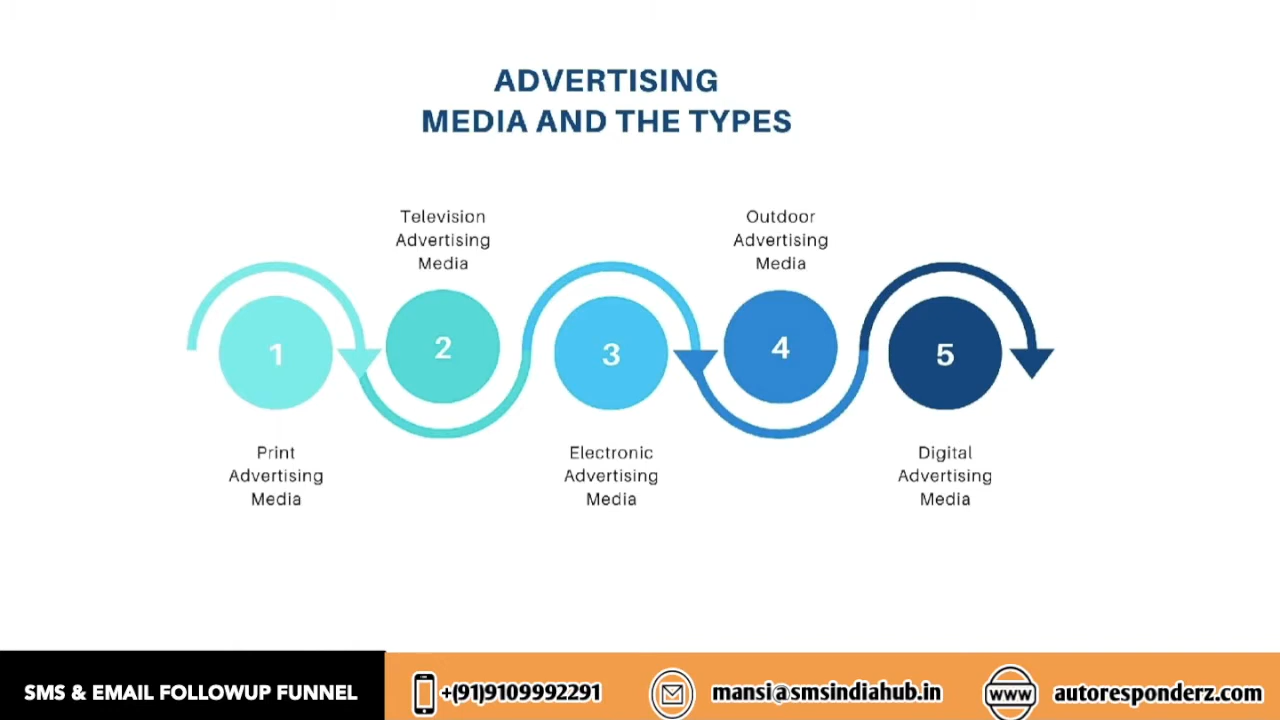 ADVERTISING
MEDIA AND THE TYPES
1
Print
Advertising
Media
2
Television
Advertising
Media
3
Electronic
Advertising
Media
4
Outdoor
Advertising
Media
5
Digital
Advertising
Media
SMS & EMAIL FOLLOWUP FUNNEL
+(91)9109992291
mansi@smsindiahub.in
www
autoresponderz.com